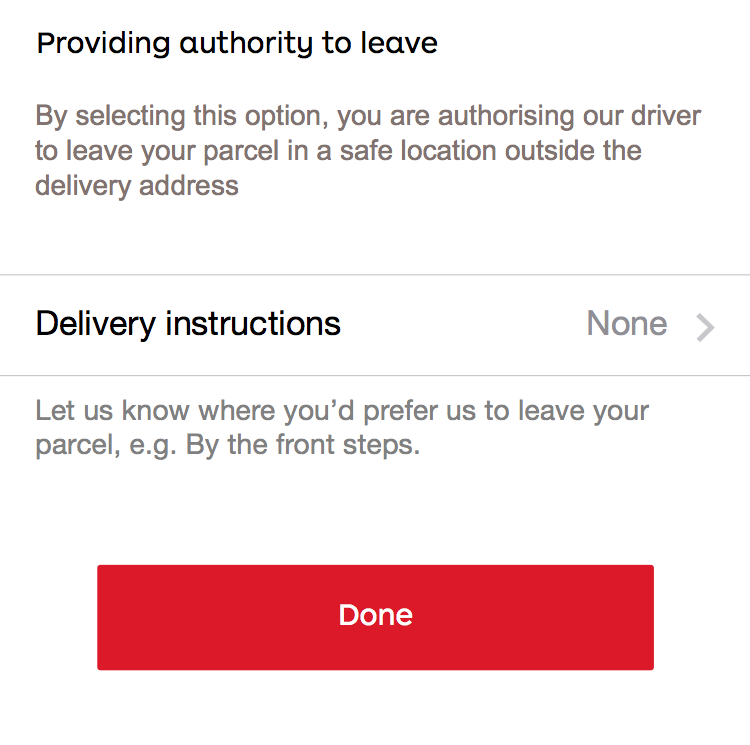 Providing authority to leave
By selecting this option, you are authorising our driver
to leave your parcel in a safe location outside the
delivery address
Delivery instructions None
Let us know where you’d prefer us to leave your
parcel, e.g. By the front steps.
Done